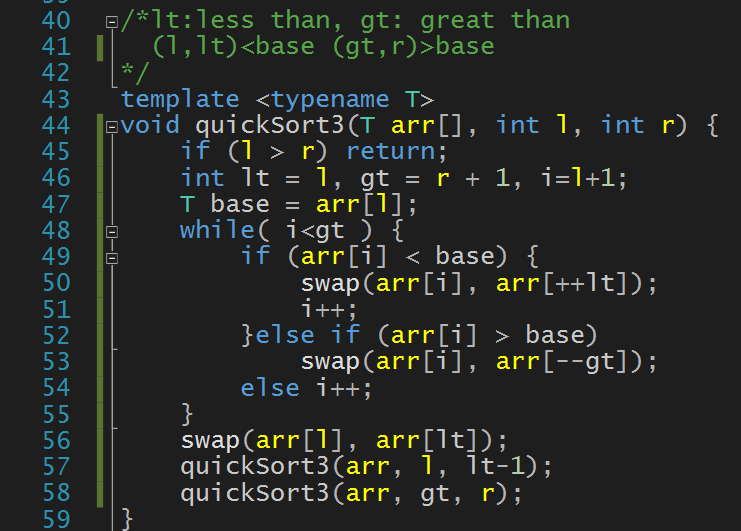 40 /*lt:less than, gt: great than
41 (l,lt)<base (gt,r)>base
42 */
43 template <typename T>
44 void quickSort3(T arr[], int l, int r) {
45 if (l > r) return;
46 int lt = l, gt = r + 1, i=l+1;
47 T base = arr[l];
48 while( i<gt ) {
49 if (arr[i] < base) {
50 swap(arr[i], arr[++lt]);
51 i++;
52 }else if (arr[i] > base)
53 swap(arr[i], arr[--gt]);
54 else i++;
55 }
56 swap(arr[l], arr[lt]);
57 quickSort3(arr, l, lt-1);
58 quickSort3(arr, gt, r);
59 }